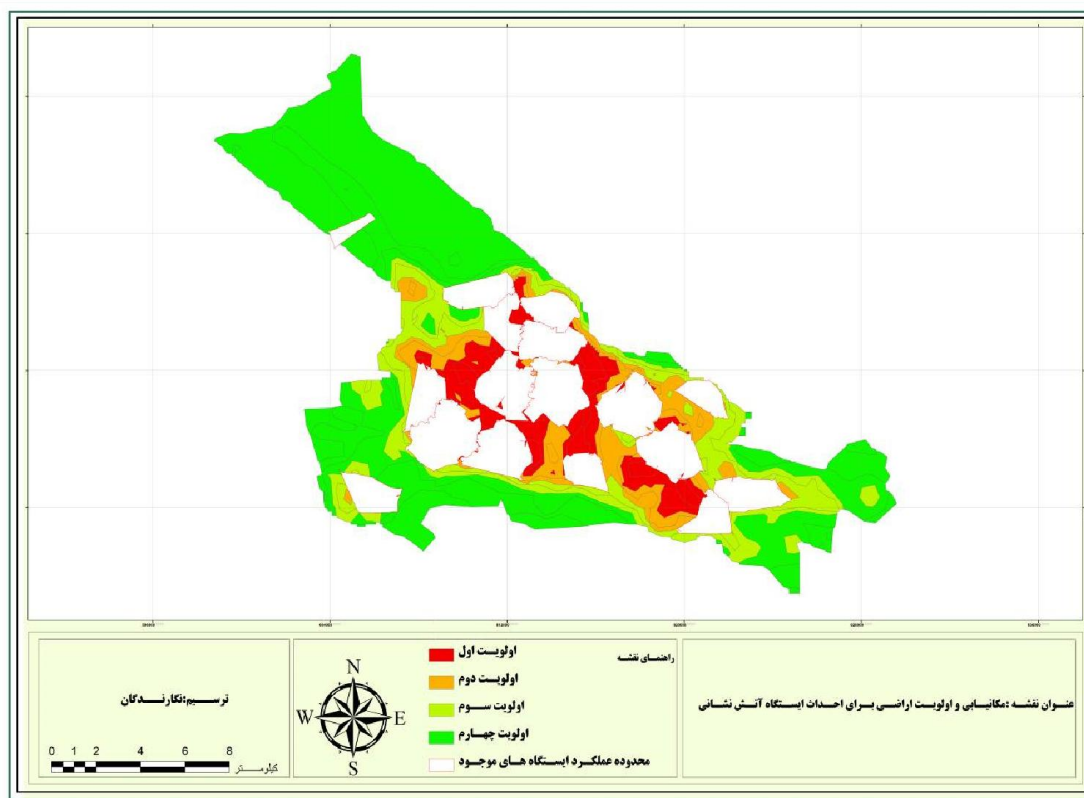 عنوان نقشه :مکانیابی و اولویت اراضی برای احداث ایستگاه آتش نشانی
راهنمای نقشه
اولویت اول
اولویت دوم
اولویت سوم
اولویت چهارم
محدوده عملکرد ایستگاه های موجود
N
W E
S
ترسیم:نگارندگان
0 1 2 4 6 8
کیلومتر